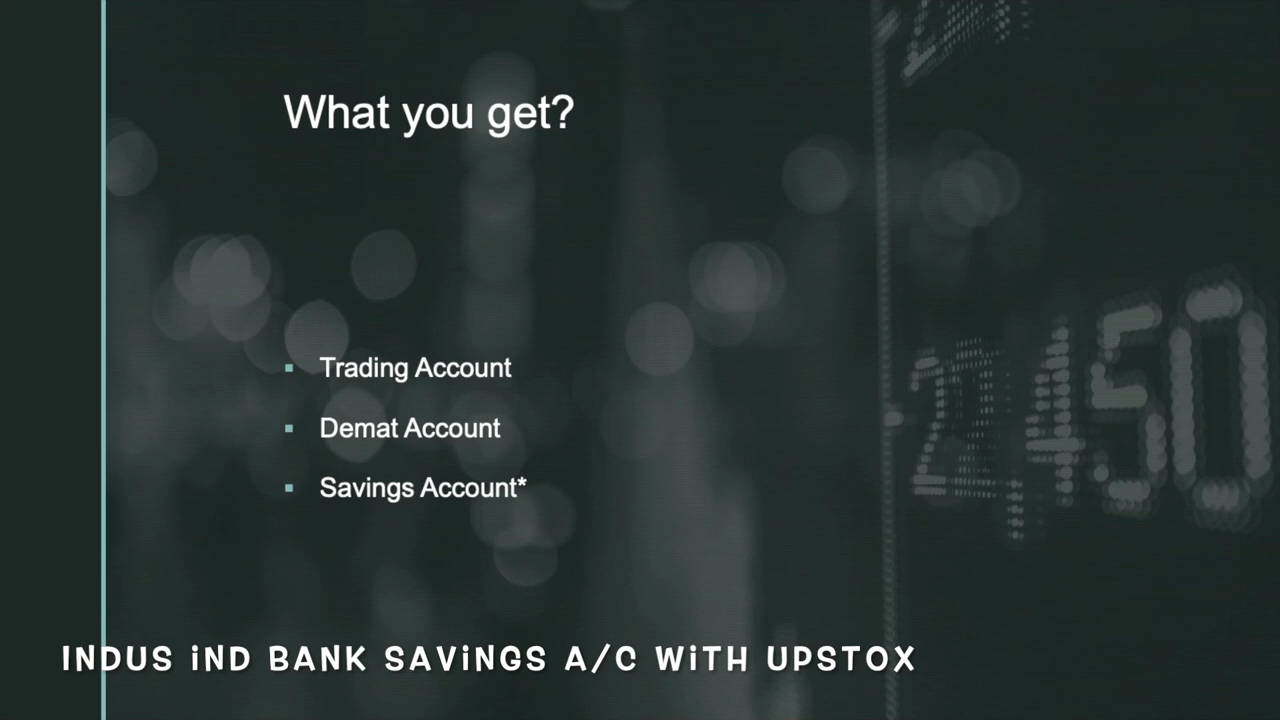 What you get?
Trading Account
Demat Account
Savings Account*
INDUS iND BANK SAViNGS A/C WiTH UPSTOX